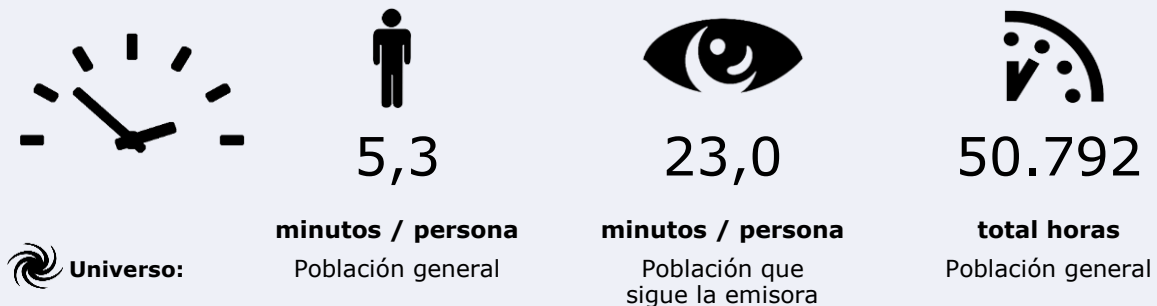 5,3
23,0
50.792
minutos / persona
minutos / persona
total horas
Universo:
Población general
Población que
sigue la emisora
Población general